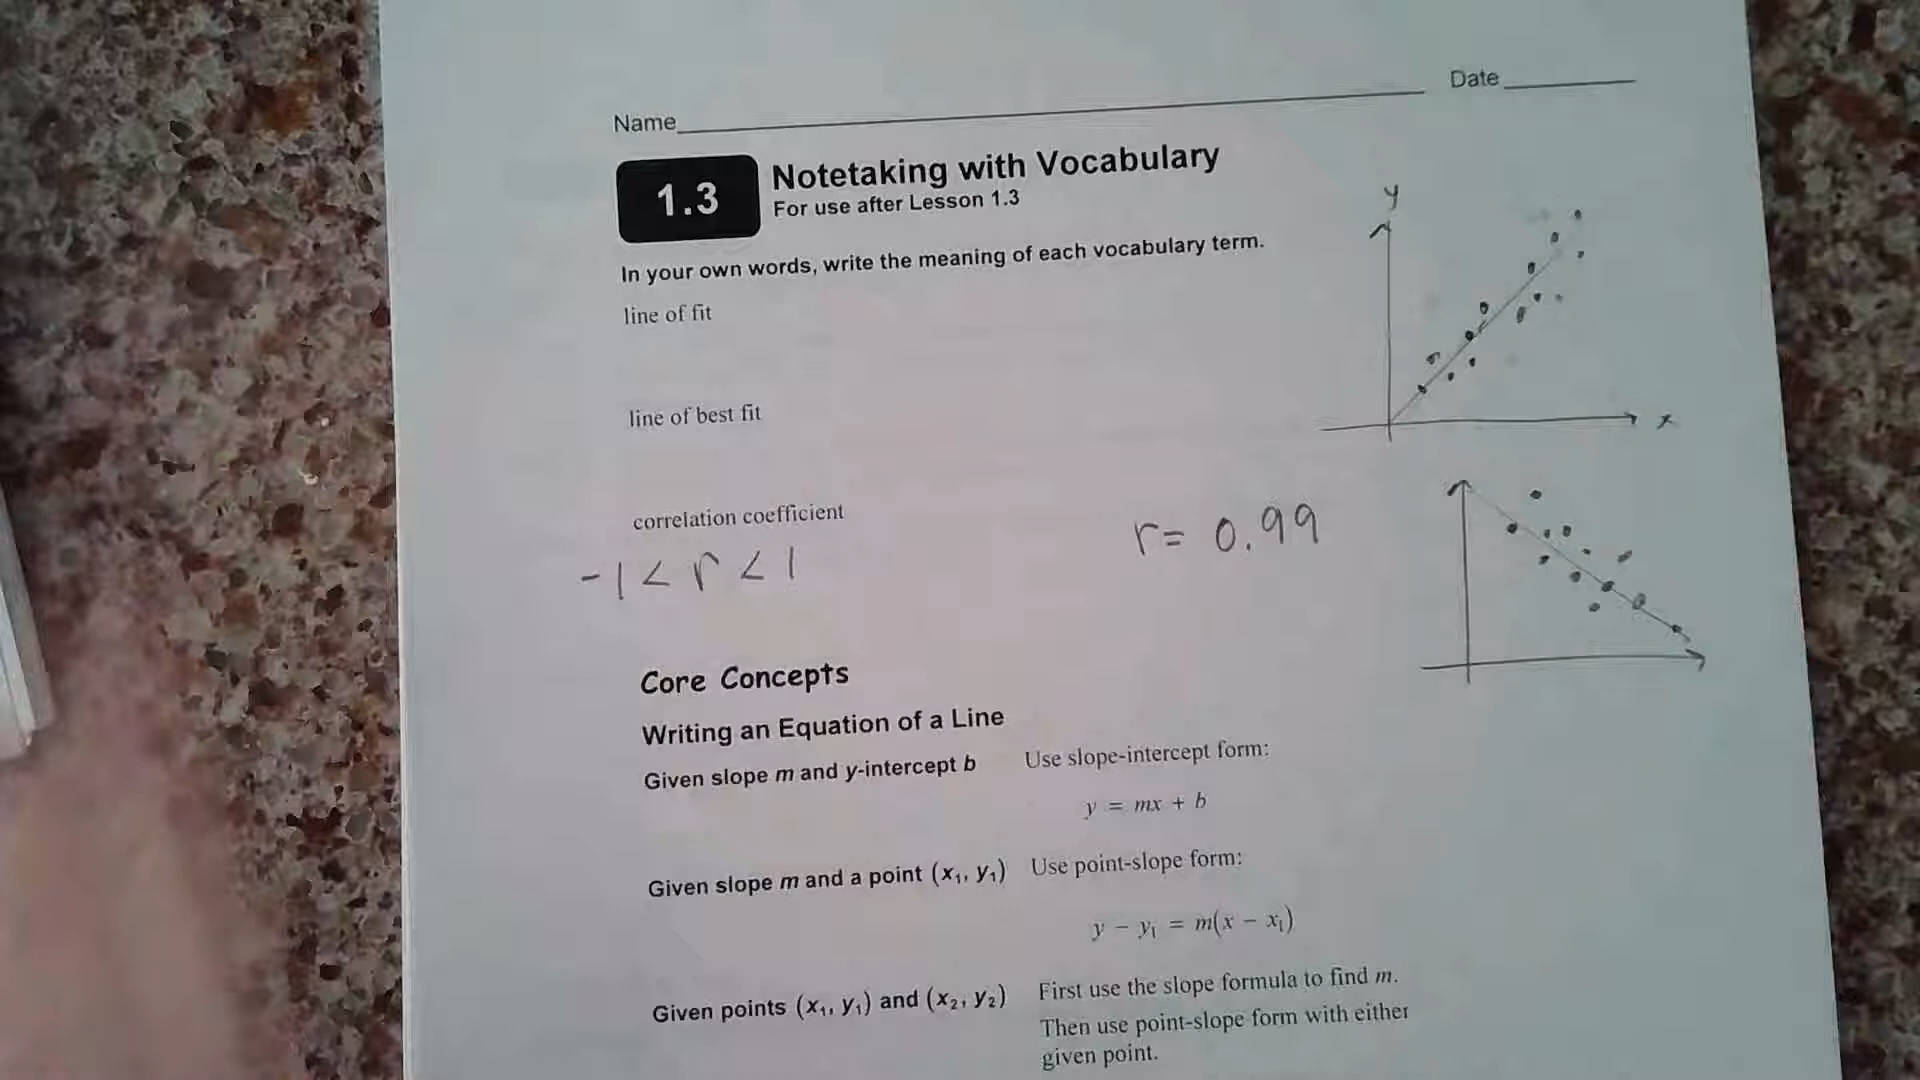 Name Date
1.3 Notetaking with Vocabulary
For use after Lesson 1.3
In your own words, write the meaning of each vocabulary term.
line of fit
y
x
line of best fit
correlation coefficient
-1 < r < 1
r = 0.99
Core Concepts
Writing an Equation of a Line
Given slope m and y-intercept b Use slope-intercept form:
y = mx + b
Given slope m and a point (x₁, y₁) Use point-slope form:
y − y₁ = m(x − x₁)
Given points (x₁, y₁) and (x₂, y₂) First use the slope formula to find m.
Then use point-slope form with either
given point.